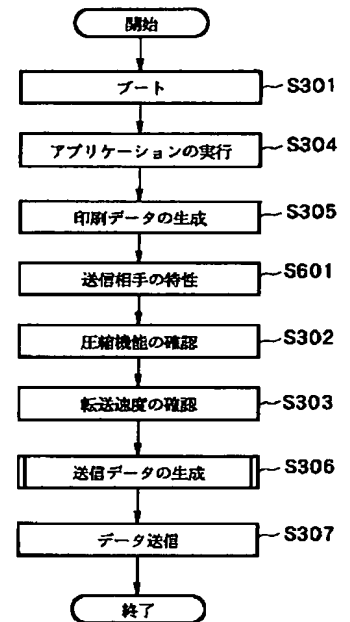 開始
ブート S301
アプリケーションの実行 S304
印刷データの生成 S305
送信相手の特性 S601
圧縮機能の確認 S302
転送速度の確認 S303
送信データの生成 S306
データ送信 S307
終了